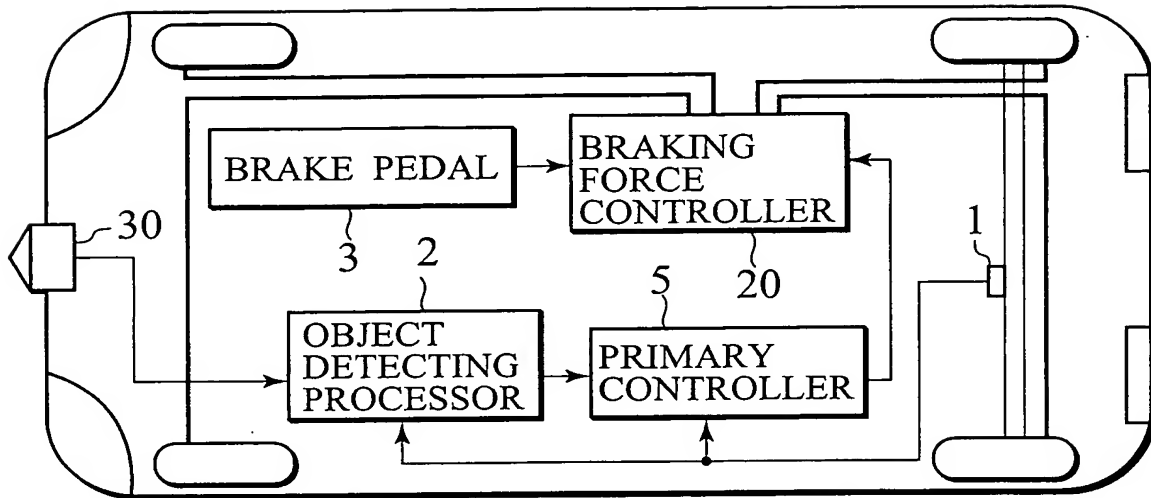 BRAKE PEDAL
3
BRAKING
FORCE
CONTROLLER
20
30
1
2
OBJECT
DETECTING
PROCESSOR
5
PRIMARY
CONTROLLER